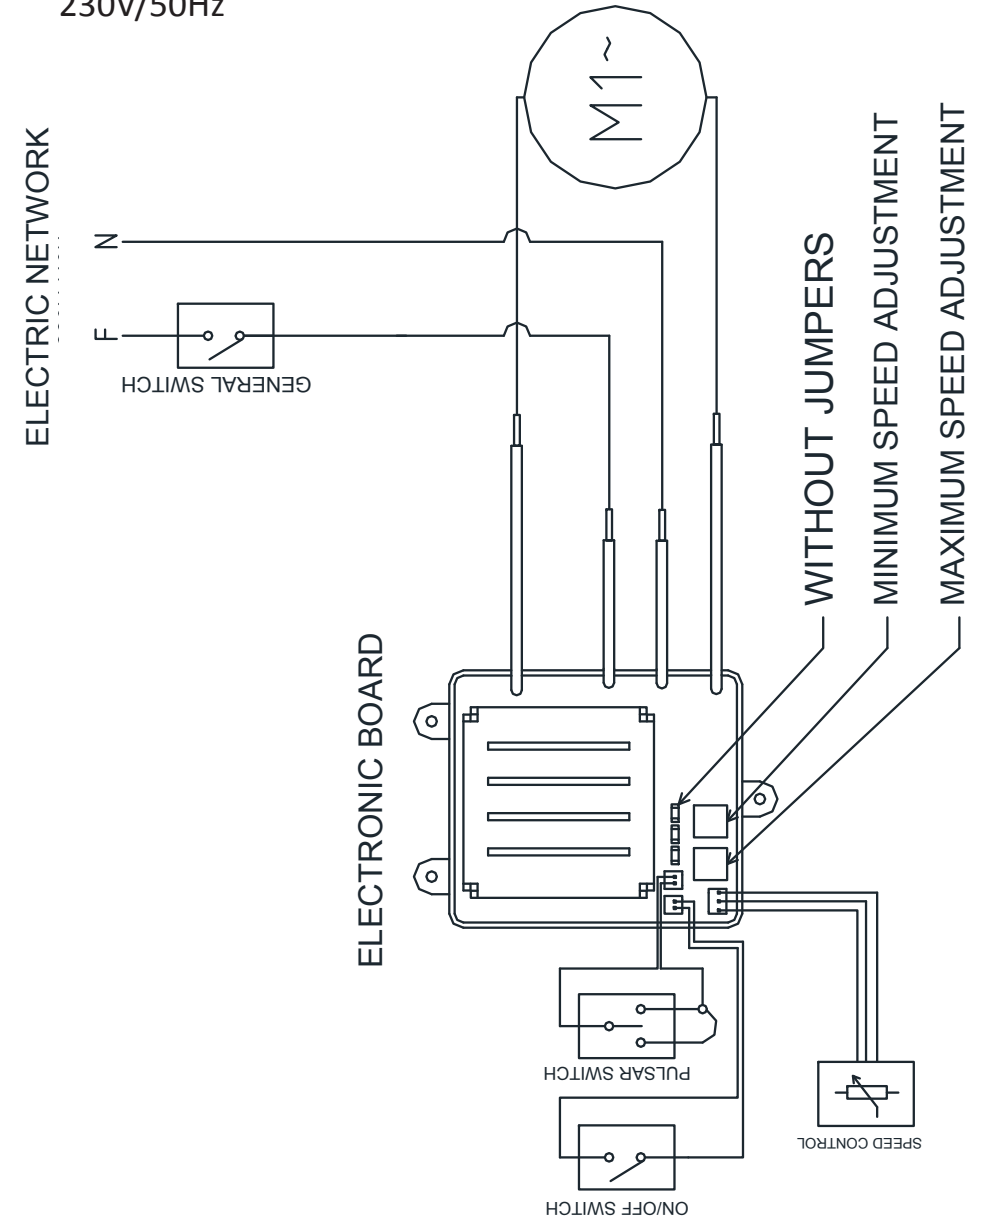 230V/50Hz
ELECTRIC NETWORK
N
F
GENERAL SWITCH
M1~
WITHOUT JUMPERS
MINIMUM SPEED ADJUSTMENT
MAXIMUM SPEED ADJUSTMENT
ELECTRONIC BOARD
PULSAR SWITCH
SPEED CONTROL
ON/OFF SWITCH